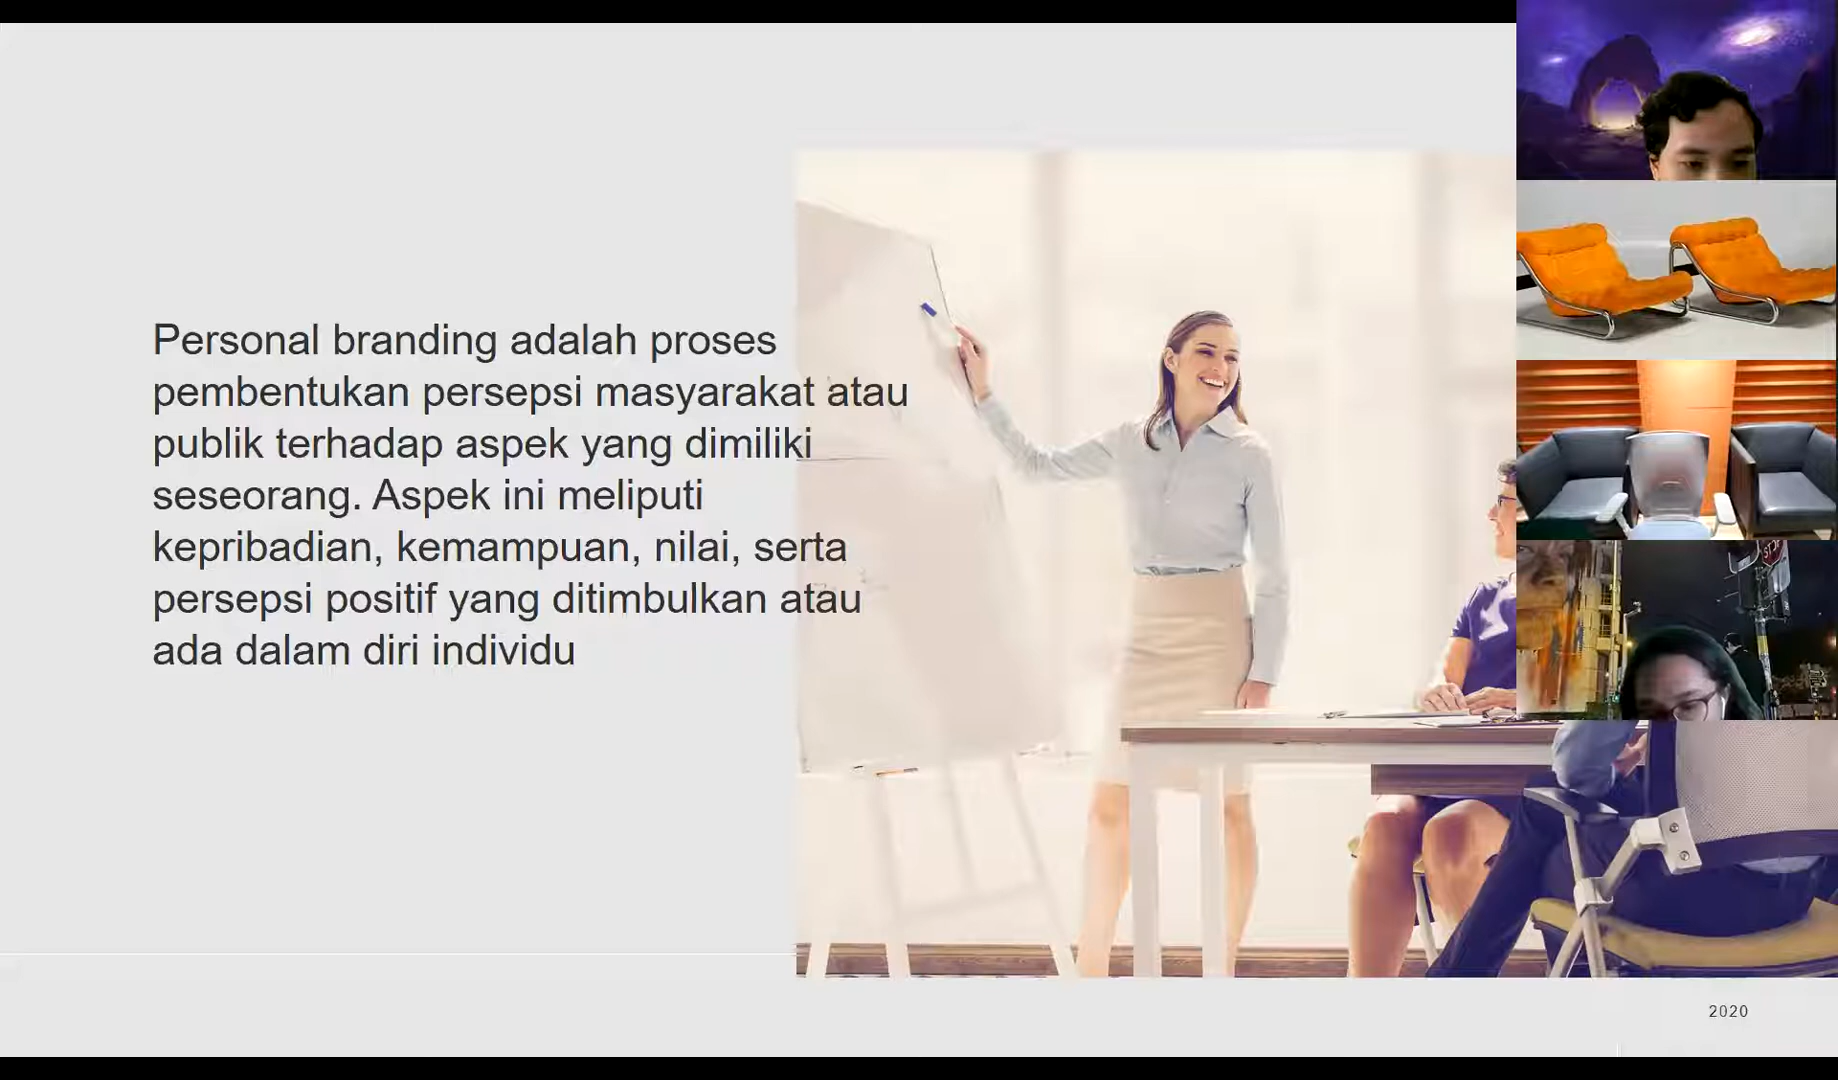 Personal branding adalah proses
pembentukan persepsi masyarakat atau
publik terhadap aspek yang dimiliki
seseorang. Aspek ini meliputi
kepribadian, kemampuan, nilai, serta
persepsi positif yang ditimbulkan atau
ada dalam diri individu
STOP
2020